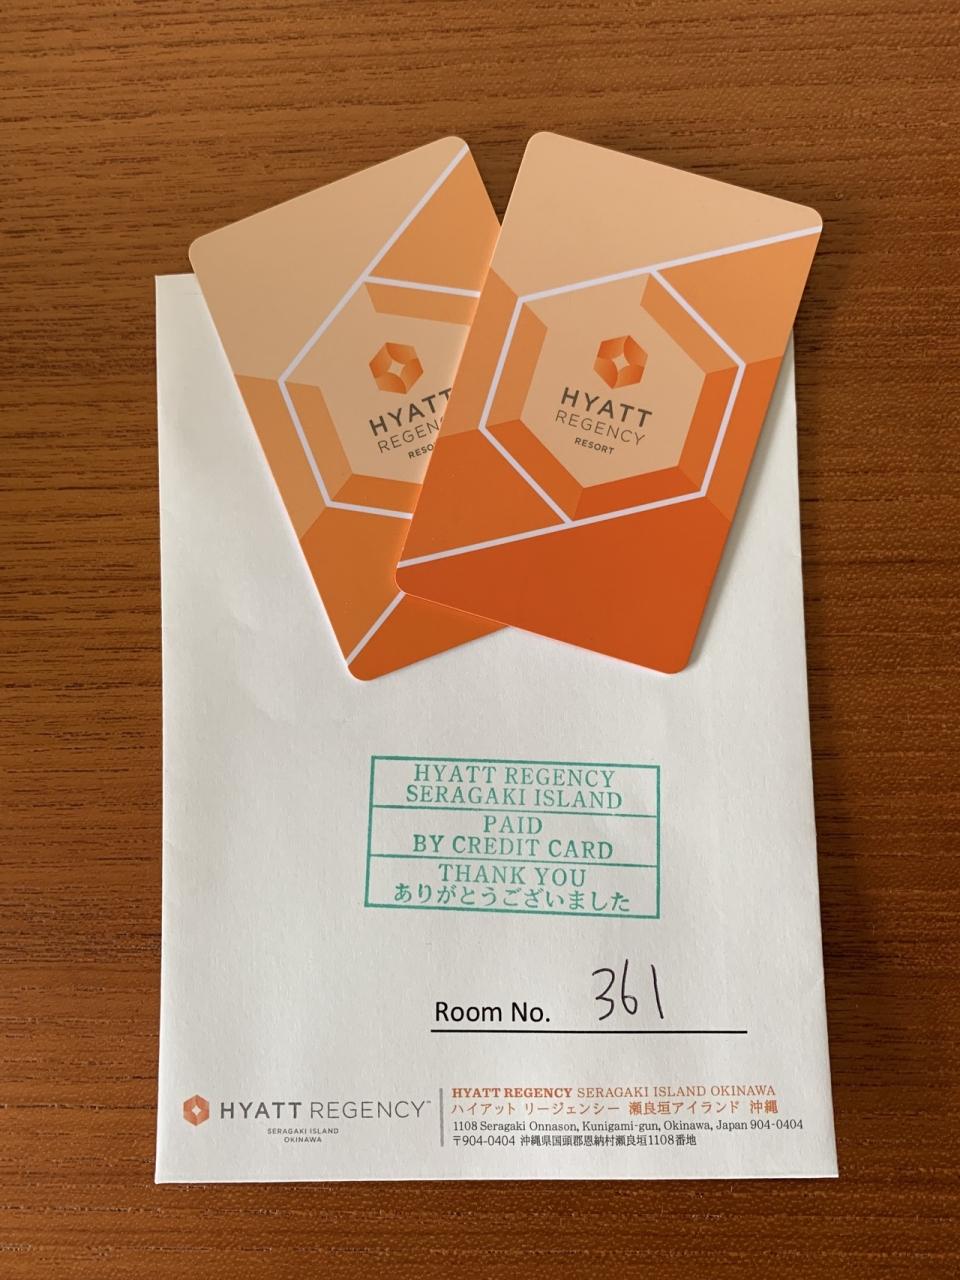 HYATT
REGEN
RESO
HYATT
REGENCY
RESORT
HYATT REGENCY
SERAGAKI ISLAND
PAID
BY CREDIT CARD
THANK YOU
ありがとうございました
Room No. 361
HYATT REGENCY™
SERAGAKI ISLAND
OKINAWA
HYATT REGENCY SERAGAKI ISLAND OKINAWA
ハイアット リージェンシー 瀬良垣アイランド 沖縄
1108 Seragaki Onnason, Kunigami-gun, Okinawa, Japan 904-0404
〒904-0404 沖縄県国頭郡恩納村瀬良垣1108番地